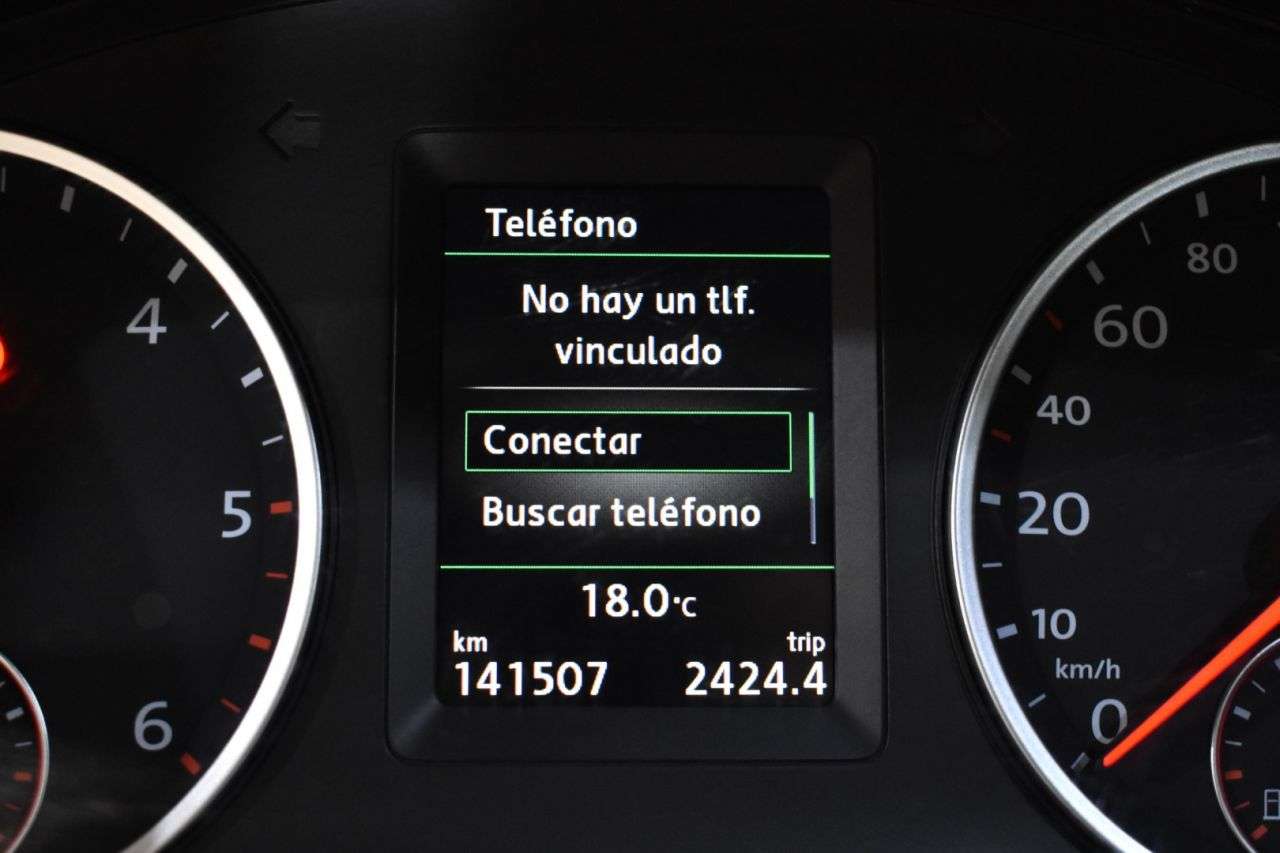 Teléfono
No hay un tlf.
vinculado
Conectar
Buscar teléfono
18.0°C
km trip
141507 2424.4
4
5
6
80
60
40
20
10
km/h
0